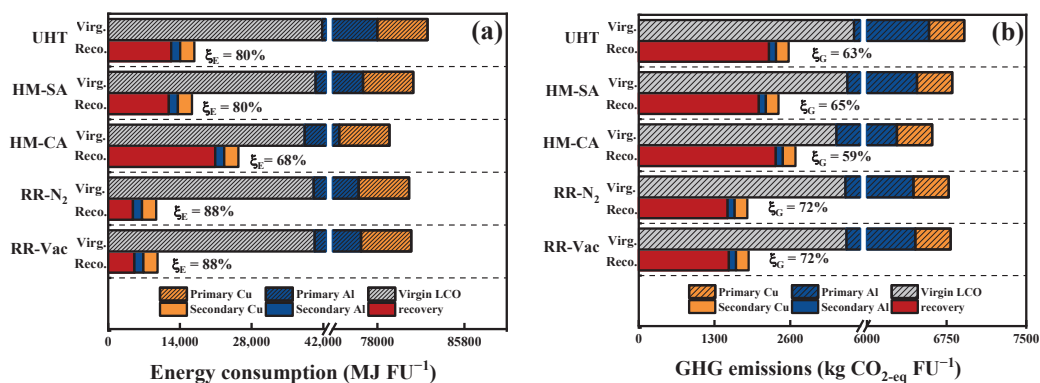 (a)
UHT
Virg.
Reco.
ξE = 80%
HM-SA
Virg.
Reco.
ξE = 80%
HM-CA
Virg.
Reco.
ξE = 68%
RR-N2
Virg.
Reco.
ξE = 88%
RR-Vac
Virg.
Reco.
ξE = 88%
Primary Cu Primary Al Virgin LCO
Secondary Cu Secondary Al recovery
0 14,000 28,000 42,000 78,000 85,800
Energy consumption (MJ FU−1)
(b)
UHT
Virg.
Reco.
ξG = 63%
HM-SA
Virg.
Reco.
ξG = 65%
HM-CA
Virg.
Reco.
ξG = 59%
RR-N2
Virg.
Reco.
ξG = 72%
RR-Vac
Virg.
Reco.
ξG = 72%
Primary Cu Primary Al Virgin LCO
Secondary Cu Secondary Al recovery
0 1300 2600 6000 6750 7500
GHG emissions (kg CO2-eq FU−1)